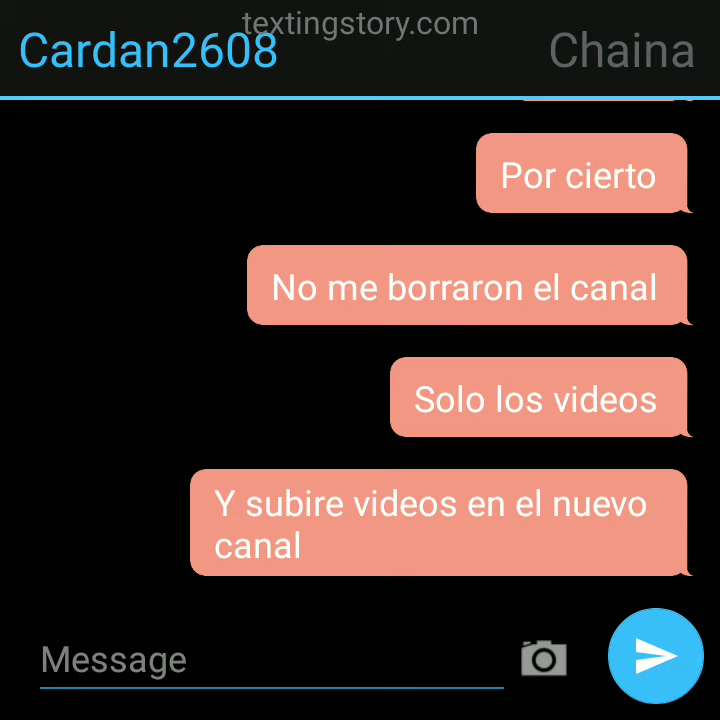 textingstory.com
Cardan2608
Chaina
Por cierto
No me borraron el canal
Solo los videos
Y subire videos en el nuevo
canal
Message